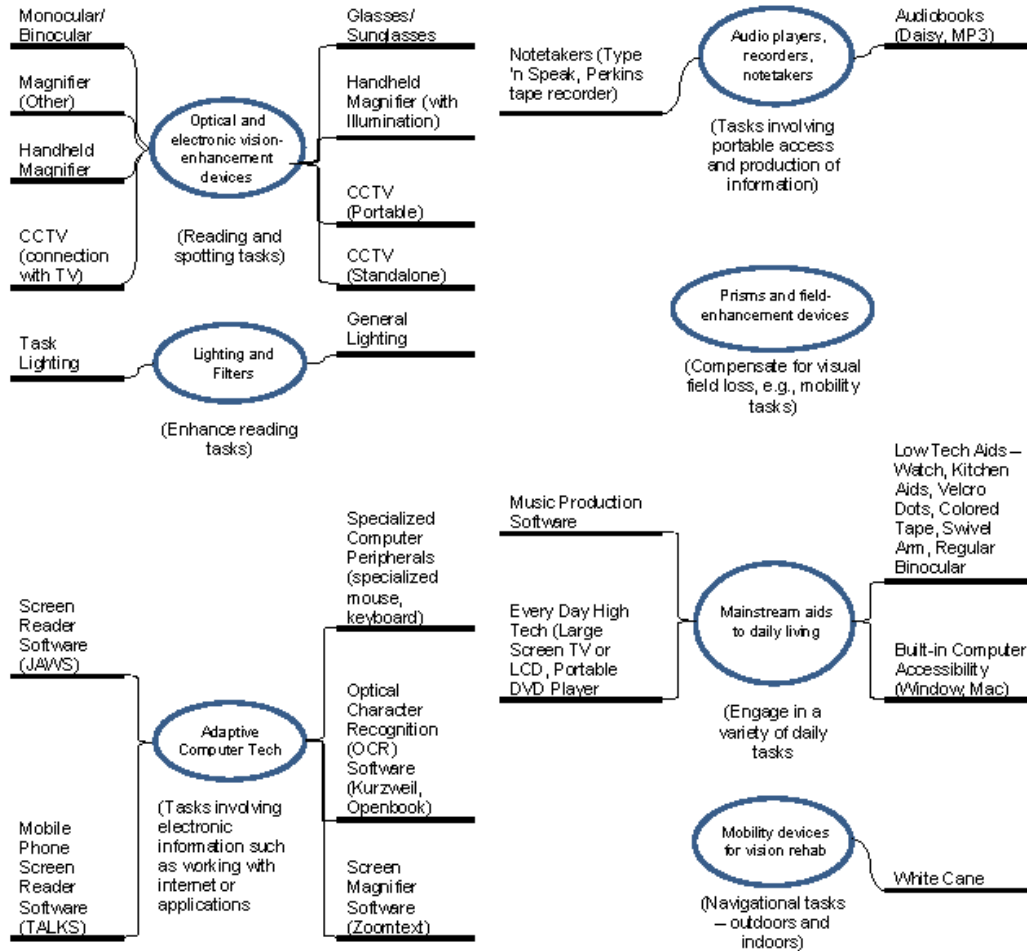 Monocular/
Binocular
Magnifier
(Other)
Handheld
Magnifier
CCTV
(connection
with TV)
Optical and
electronic vision-
enhancement
devices
(Reading and
spotting tasks)
Glasses/
Sunglasses
Handheld
Magnifier (with
Illumination)
CCTV
(Portable)
CCTV
(Standalone)
Notetakers (Type
'n Speak, Perkins
tape recorder)
Audio players,
recorders,
notetakers
(Tasks involving
portable access
and production of
information)
Audiobooks
(Daisy, MP3)
Prisms and field-
enhancement devices
(Compensate for visual
field loss, e.g., mobility
tasks)
Task
Lighting
Lighting and
Filters
(Enhance reading
tasks)
General
Lighting
Screen
Reader
Software
(JAWS)
Mobile
Phone
Screen
Reader
Software
(TALKS)
Adaptive
Computer Tech
(Tasks involving
electronic
information such
as working with
internet or
applications
Specialized
Computer
Peripherals
(specialized
mouse,
keyboard)
Optical
Character
Recognition
(OCR)
Software
(Kurzweil,
Openbook)
Screen
Magnifier
Software
(Zoomtext)
Music Production
Software
Every Day High
Tech (Large
Screen TV or
LCD, Portable
DVD Player
Mainstream aids
to daily living
(Engage in a
variety of daily
tasks
Low Tech Aids –
Watch, Kitchen
Aids, Velcro
Dots, Colored
Tape, Swivel
Arm, Regular
Binocular
Built-in Computer
Accessibility
(Window, Mac)
Mobility devices
for vision rehab
(Navigational tasks
– outdoors and
indoors)
White Cane